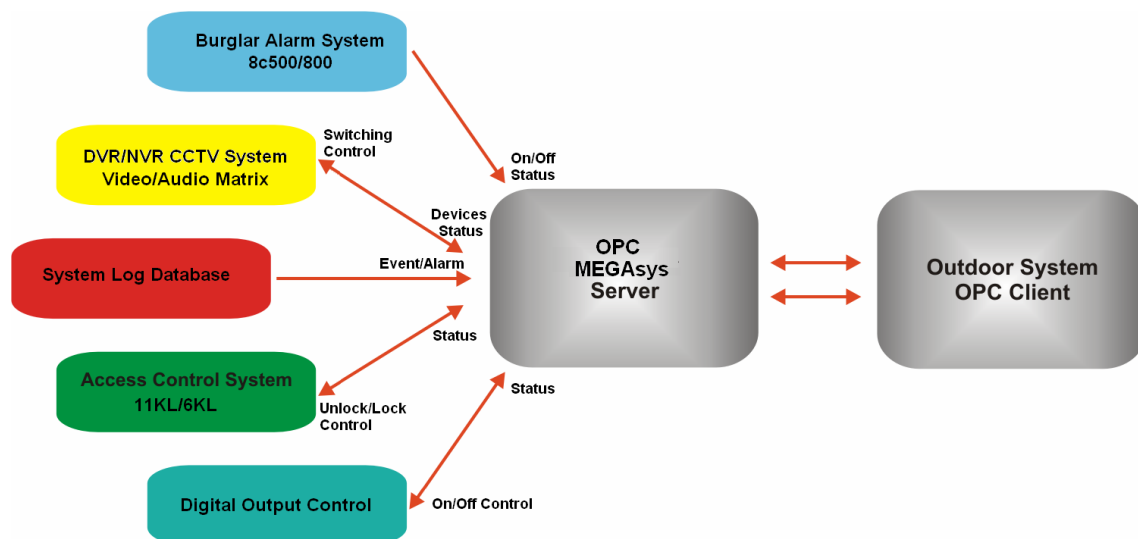 Burglar Alarm System
8c500/800
Switching
Control
DVR/NVR CCTV System
Video/Audio Matrix
On/Off
Status
Devices
Status
System Log Database
Event/Alarm
OPC
MEGAsys
Server
Outdoor System
OPC Client
Status
Access Control System
11KL/6KL
Unlock/Lock
Control
Status
Digital Output Control
On/Off Control